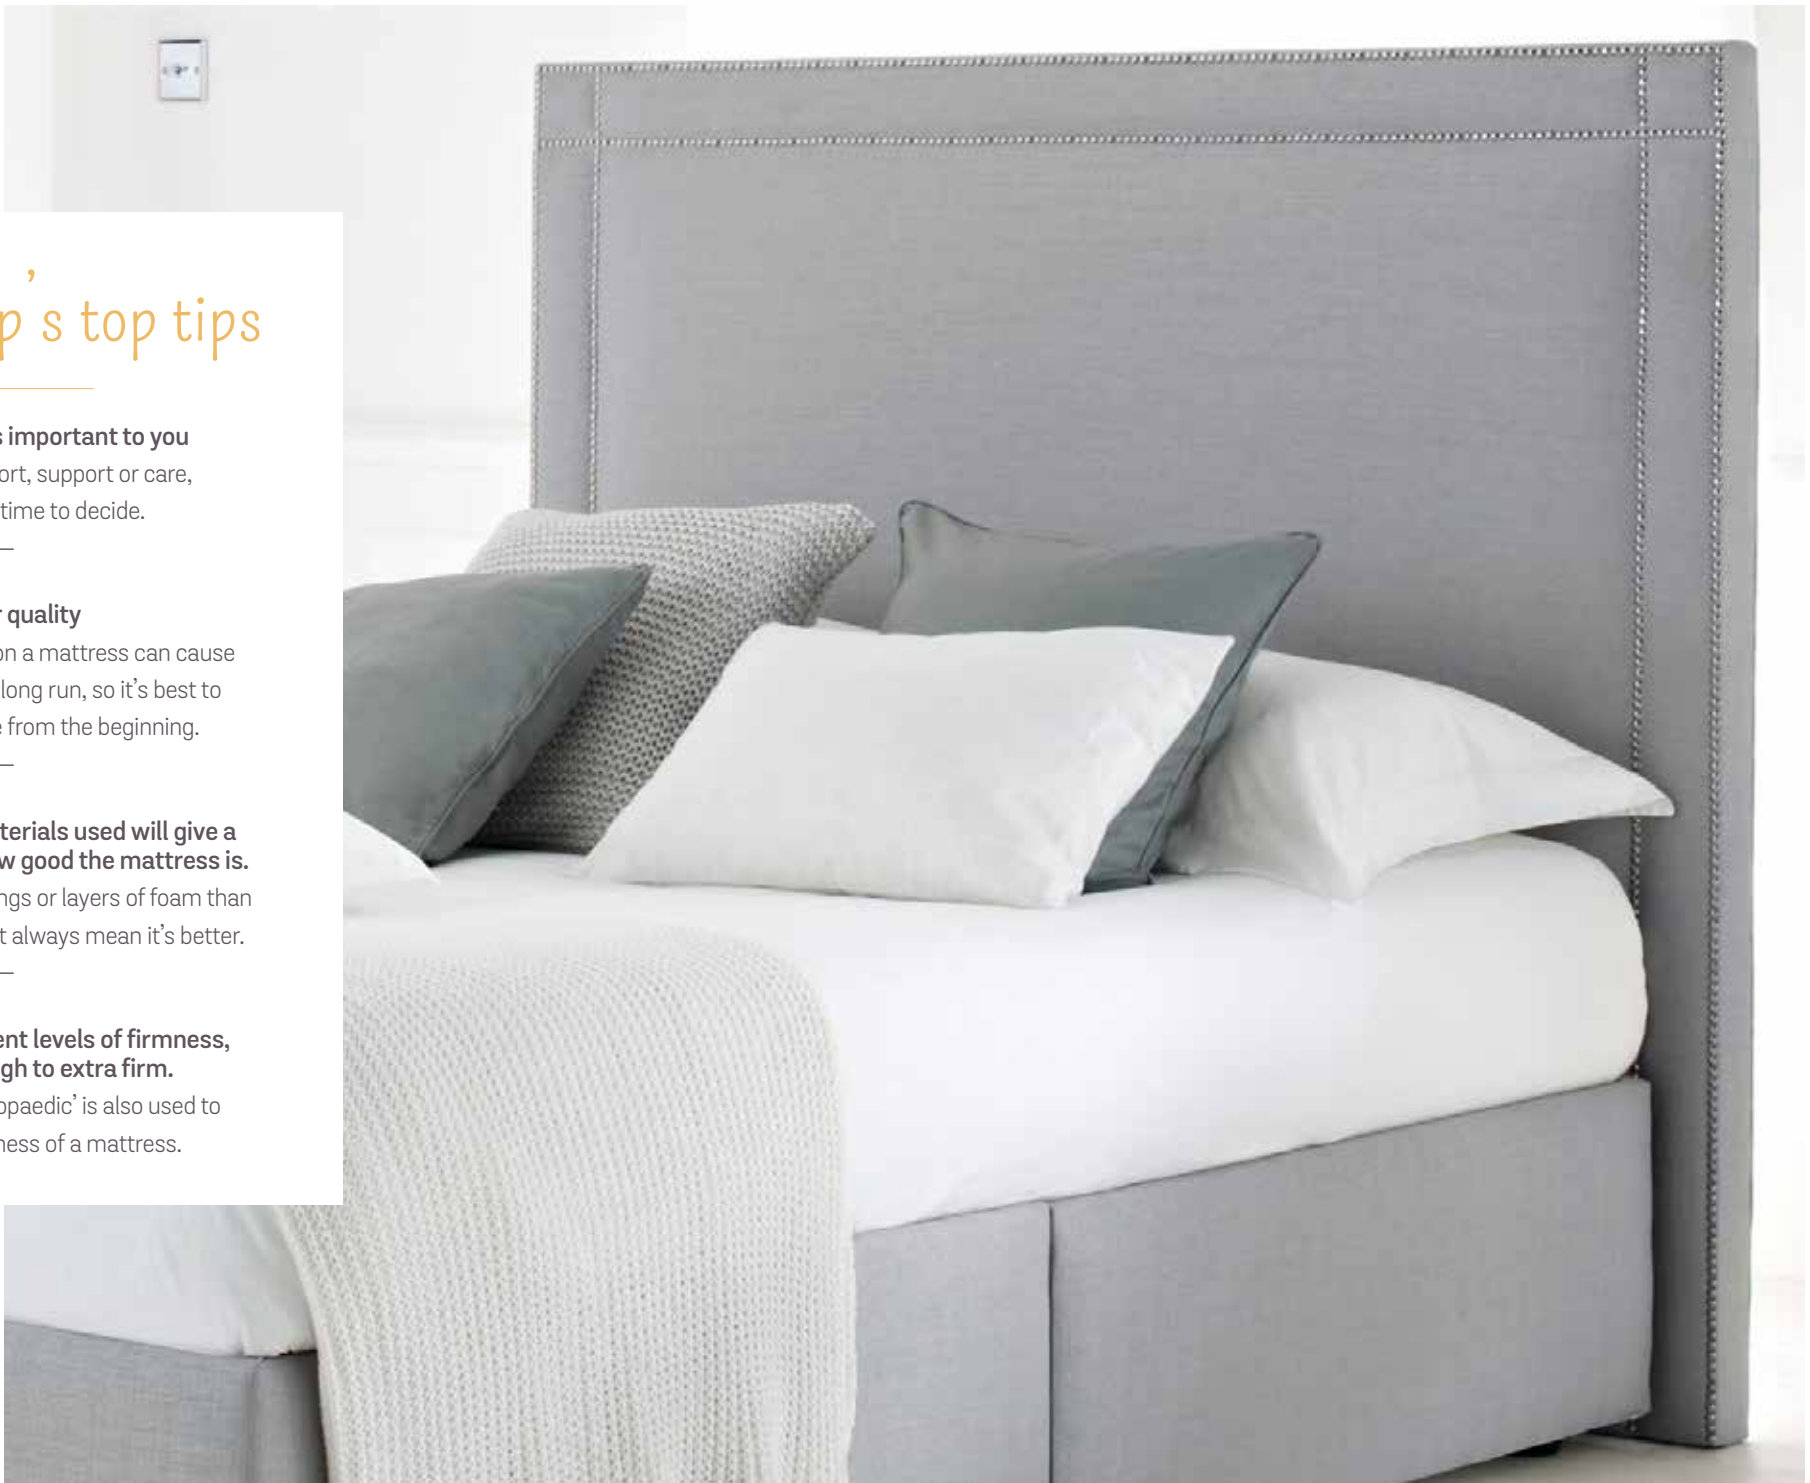 p's top tips
s important to you
ort, support or care,
time to decide.
r quality
on a mattress can cause
long run, so it's best to
e from the beginning.
terials used will give a
w good the mattress is.
ngs or layers of foam than
t always mean it's better.
ent levels of firmness,
gh to extra firm.
opaedic' is also used to
ness of a mattress.